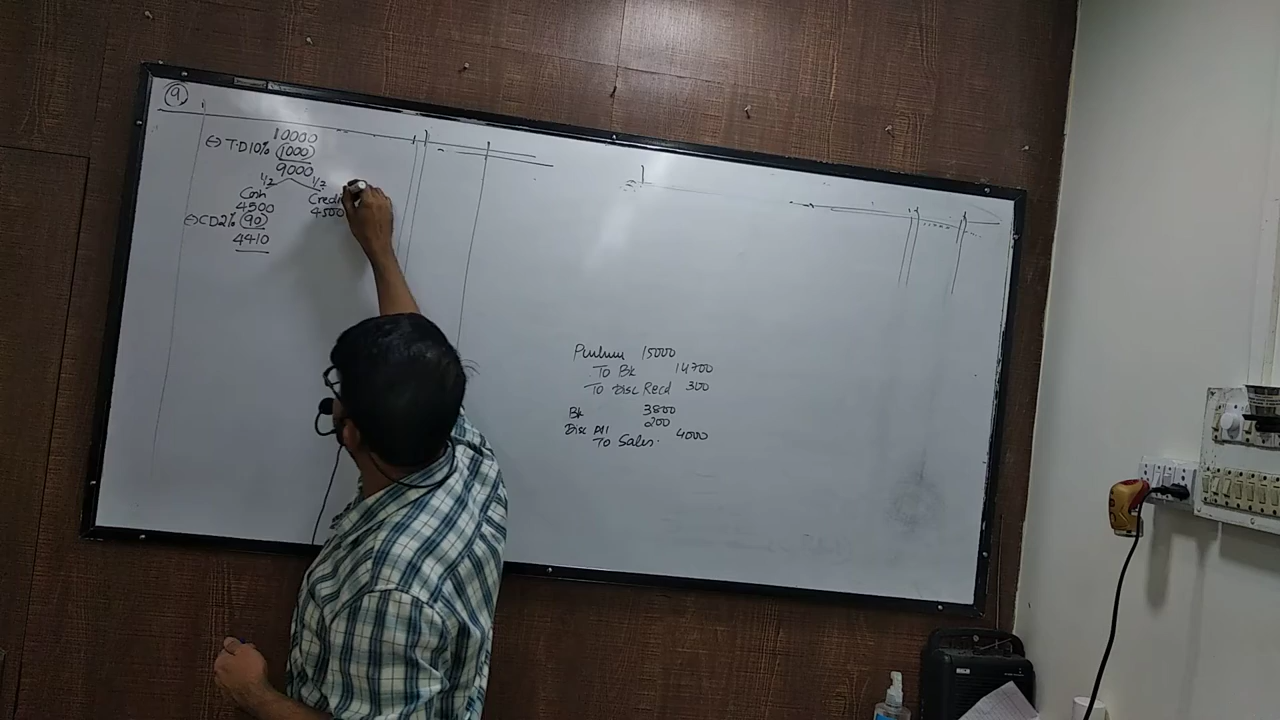 9
10000
(-) T.D 10% (1000)
9000
1/2 1/2
Cash Credit
4500 4500
(-) CD 2% (90)
4410
15000
To Bk 14700
To Disc Recd 300
Bk 3800
Disc All 200
To Sales. 4000